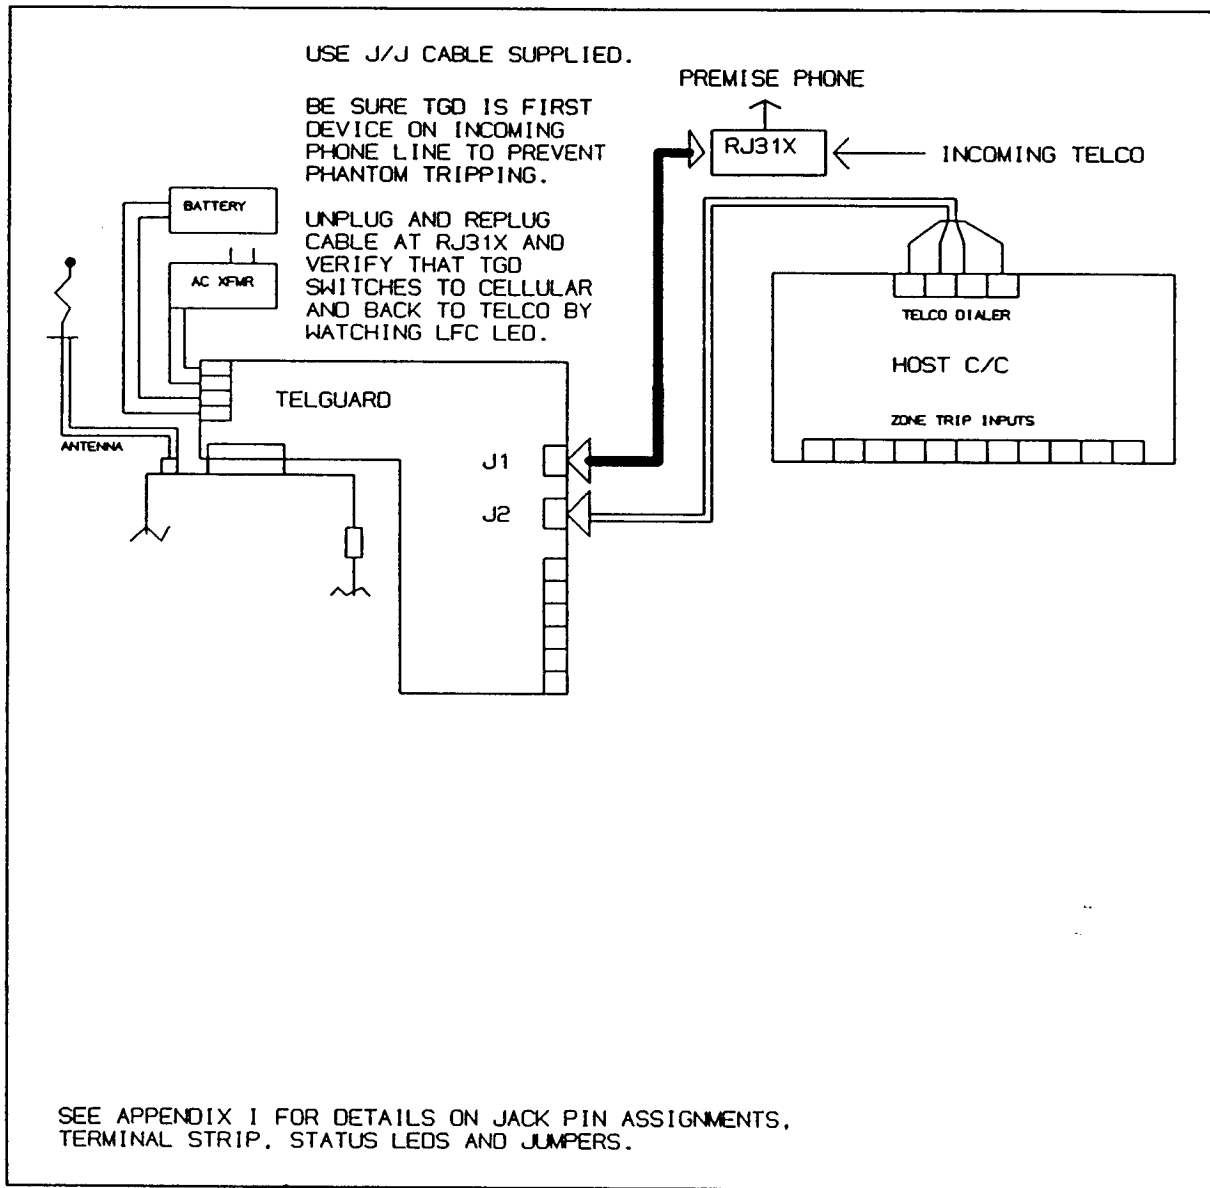 USE J/J CABLE SUPPLIED.
BE SURE TGD IS FIRST
DEVICE ON INCOMING
PHONE LINE TO PREVENT
PHANTOM TRIPPING.
UNPLUG AND REPLUG
CABLE AT RJ31X AND
VERIFY THAT TGD
SWITCHES TO CELLULAR
AND BACK TO TELCO BY
WATCHING LFC LED.
PREMISE PHONE
RJ31X
INCOMING TELCO
BATTERY
AC XFMR
ANTENNA
TELGUARD
J1
J2
TELCO DIALER
HOST C/C
ZONE TRIP INPUTS
SEE APPENDIX I FOR DETAILS ON JACK PIN ASSIGNMENTS,
TERMINAL STRIP, STATUS LEDS AND JUMPERS.